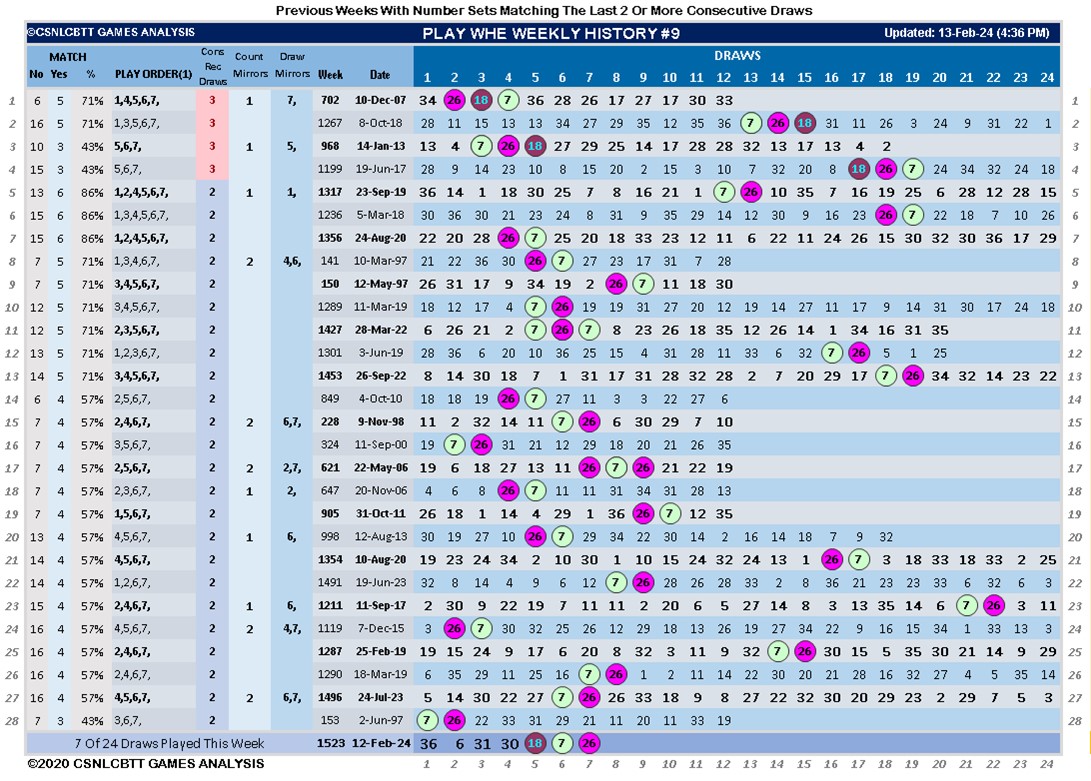 Previous Weeks With Number Sets Matching The Last 2 Or More Consecutive Draws
©CSNLCBTT GAMES ANALYSIS PLAY WHE WEEKLY HISTORY #9 Updated: 13-Feb-24 (4:36 PM)
MATCH Cons Rec Draws Count Mirrors Draw Mirrors DRAWS
No Yes % PLAY ORDER(1) Week Date 1 2 3 4 5 6 7 8 9 10 11 12 13 14 15 16 17 18 19 20 21 22 23 24
1 6 5 71% 1,4,5,6,7, 3 1 7, 702 10-Dec-07 34 26 18 7 36 28 26 17 27 17 30 33 1
2 16 5 71% 1,3,5,6,7, 3 1267 8-Oct-18 28 11 15 13 13 34 27 29 35 12 35 36 7 26 18 31 11 26 3 24 9 31 22 1 2
3 10 3 43% 5,6,7, 3 1 5, 968 14-Jan-13 13 4 7 26 18 27 29 25 14 17 28 28 32 13 17 13 4 2 3
4 15 3 43% 5,6,7, 3 1199 19-Jun-17 28 9 14 23 10 8 15 20 15 1 15 3 10 7 32 20 18 26 7 24 34 32 24 18 4
5 13 6 86% 1,2,4,5,6,7, 2 1 1, 1317 23-Sep-19 36 14 1 18 30 25 7 8 16 21 1 7 26 10 35 7 16 19 25 6 28 12 28 15 5
6 15 6 86% 1,3,4,5,6,7, 2 1236 5-Mar-18 30 36 30 21 23 24 8 31 9 35 29 14 12 30 9 16 23 26 7 22 18 7 10 26 6
7 15 6 86% 1,2,4,5,6,7, 2 1356 24-Aug-20 22 20 28 26 7 25 20 18 33 23 12 11 6 22 11 24 26 15 30 32 30 36 17 29 7
8 7 5 71% 1,3,4,6,7, 2 2 4,6, 141 10-Mar-97 21 22 36 30 26 7 27 23 17 31 7 28 8
9 7 5 71% 3,4,5,6,7, 2 150 12-May-97 26 31 17 9 34 19 2 26 7 11 18 30 9
10 12 5 71% 3,4,5,6,7, 2 1289 11-Mar-19 18 10 12 17 7 26 19 19 31 27 20 12 19 14 27 11 17 9 14 31 30 17 24 18 10
11 12 5 71% 2,3,5,6,7, 2 1427 28-Mar-22 6 26 21 2 7 26 7 8 23 26 18 35 12 26 14 1 34 16 31 35 11
12 13 5 71% 1,2,3,6,7, 2 1301 3-Jun-19 28 36 6 20 10 36 25 15 4 31 28 11 33 6 32 7 26 5 1 25 12
13 14 5 71% 3,4,5,6,7, 2 1453 26-Sep-22 8 14 30 18 7 1 31 17 31 28 32 28 2 7 20 29 17 7 26 34 32 14 23 22 13
14 6 4 57% 2,5,6,7, 2 849 4-Oct-10 18 18 19 26 7 27 11 3 3 22 27 6 14
15 7 4 57% 2,4,5,6, 2 2 6,7, 228 9-Nov-98 11 2 32 14 11 7 26 6 30 29 7 10 15
16 7 4 57% 3,5,6,7, 2 324 11-Sep-00 19 7 26 31 21 12 29 18 20 21 26 35 16
17 7 4 57% 2,5,6,7, 2 2 2,7, 621 22-May-06 19 6 18 27 13 11 26 7 26 21 22 19 17
18 7 4 57% 2,3,6,7, 2 1 2, 647 20-Nov-06 4 6 8 26 7 11 11 31 34 31 28 13 18
19 7 4 57% 1,5,6,7, 2 905 31-Oct-11 26 18 1 14 4 29 1 36 26 7 12 35 19
20 13 4 57% 4,5,6,7, 2 1 6, 998 12-Aug-13 30 19 27 10 26 7 29 34 22 30 14 2 16 14 18 7 9 32 20
21 14 4 57% 4,5,6,7, 2 1354 10-Aug-20 19 23 24 34 2 10 30 1 10 15 24 32 24 13 1 26 7 3 18 33 18 33 2 25 21
22 14 4 57% 1,2,6,7, 2 1491 19-Jun-23 32 8 14 4 9 6 12 7 26 28 26 28 33 2 8 36 21 23 23 33 6 32 6 3 22
23 15 4 57% 2,4,6,7, 2 1 6, 1211 11-Sep-17 2 30 9 22 19 7 11 11 2 20 6 5 27 14 8 3 13 35 14 6 7 26 3 11 23
24 16 4 57% 4,5,6,7, 2 2 4,7, 1119 7-Dec-15 3 26 7 30 32 25 26 12 29 28 18 13 26 19 27 34 22 9 16 15 34 1 33 13 3 24
25 16 4 57% 2,4,6,7, 2 1287 25-Feb-19 19 15 24 9 17 6 20 8 32 3 11 9 32 7 26 30 15 5 35 30 21 14 9 29 25
26 16 4 57% 2,4,6,7, 2 1290 18-Mar-19 6 35 29 11 25 16 7 26 1 2 11 14 22 16 30 20 21 28 16 32 27 4 5 35 14 26
27 16 4 57% 4,5,6,7, 2 2 6,7, 1496 24-Jul-23 5 14 30 22 27 7 26 26 33 18 9 8 27 14 22 32 30 20 29 23 2 29 7 5 3 27
28 7 3 43% 3,6,7, 2 153 2-Jun-97 7 26 22 33 31 29 21 11 20 11 33 19 28
7 Of 24 Draws Played This Week 1523 12-Feb-24 36 6 31 30 18 7 26
©2020 CSNLCBTT GAMES ANALYSIS 1 2 3 4 5 6 7 8 9 10 11 12 13 14 15 16 17 18 19 20 21 22 23 24